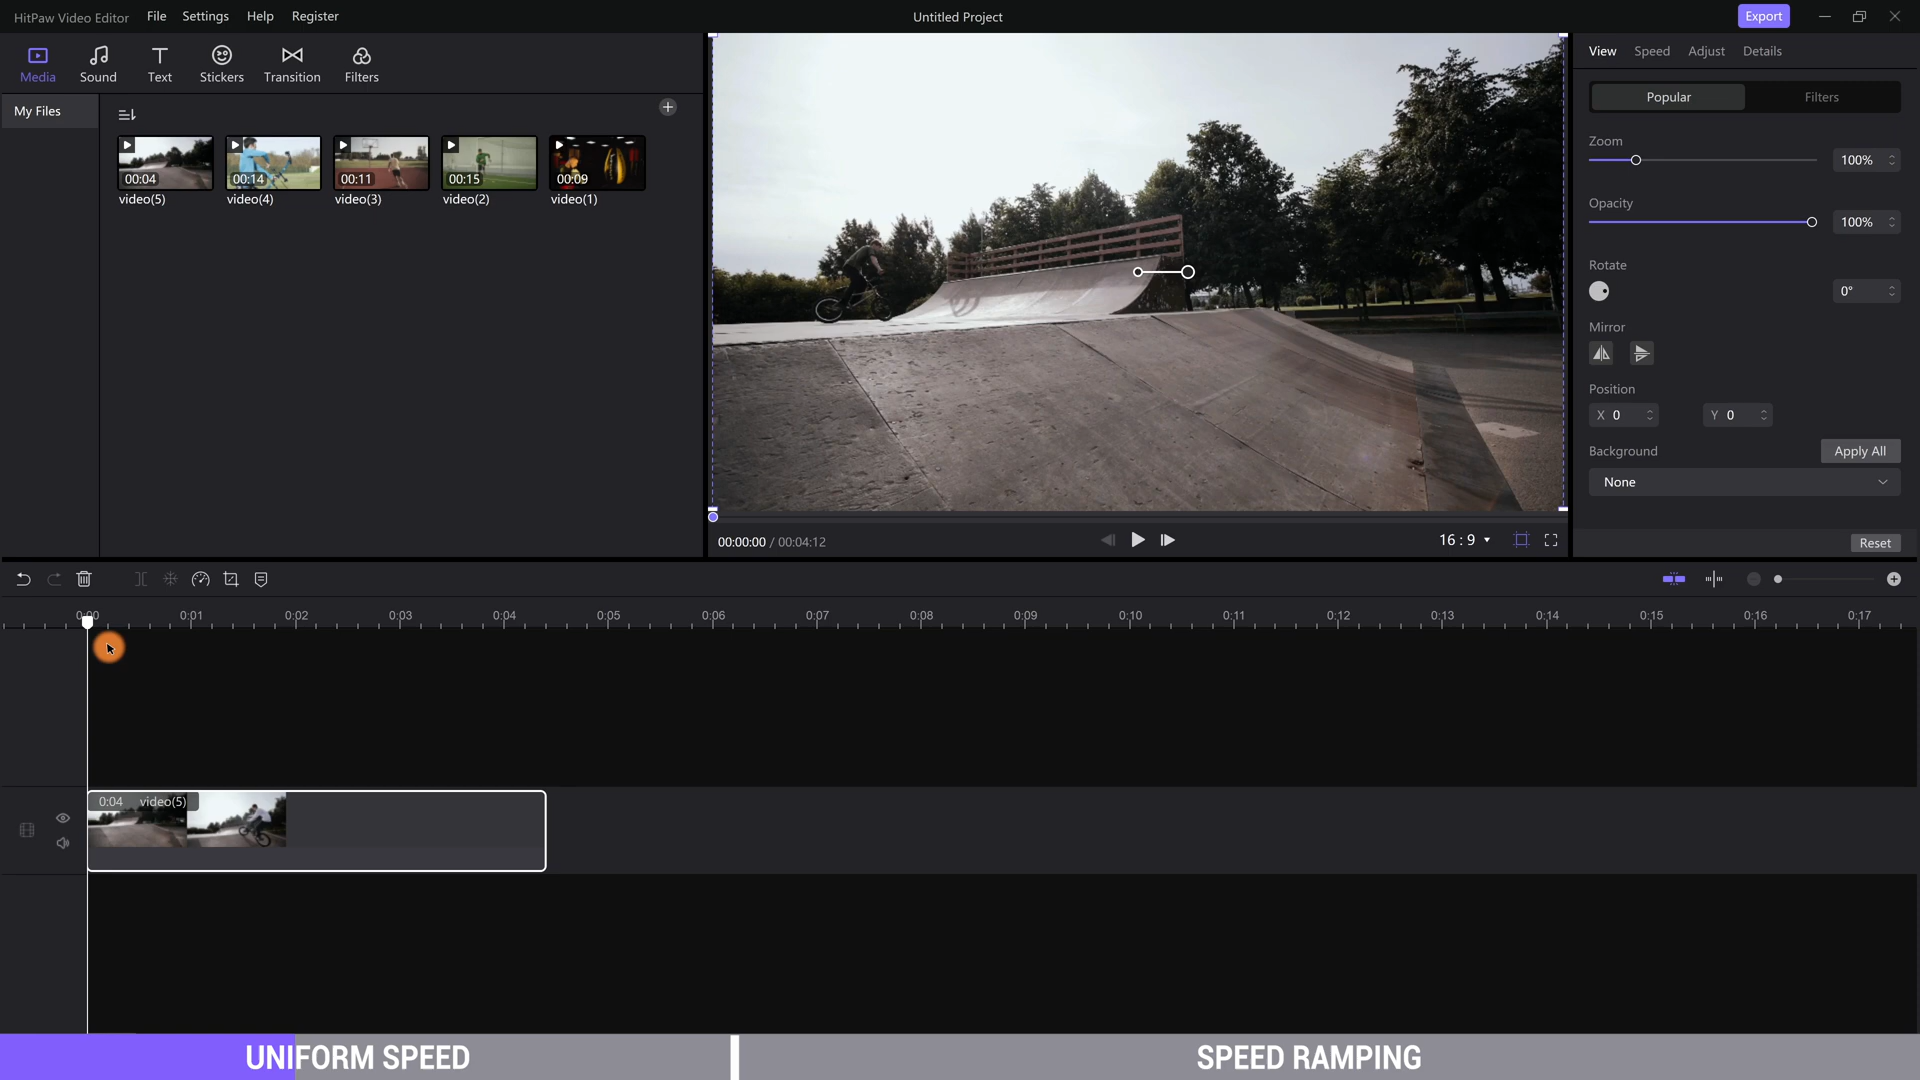 HitPaw Video Editor File Settings Help Register Untitled Project Export
Media Sound Text Stickers Transition Filters
My Files
00:04 00:14 00:11 00:15 00:09
video(5) video(4) video(3) video(2) video(1)
00:00:00 / 00:04:12 16 : 9
View Speed Adjust Details
Popular Filters
Zoom
100%
Opacity
100%
Rotate
0°
Mirror
Position
X 0 Y 0
Background Apply All
None
Reset
0:00 0:01 0:02 0:03 0:04 0:05 0:06 0:07 0:08 0:09 0:10 0:11 0:12 0:13 0:14 0:15 0:16 0:17
0:04 video(5)
UNIFORM SPEED SPEED RAMPING